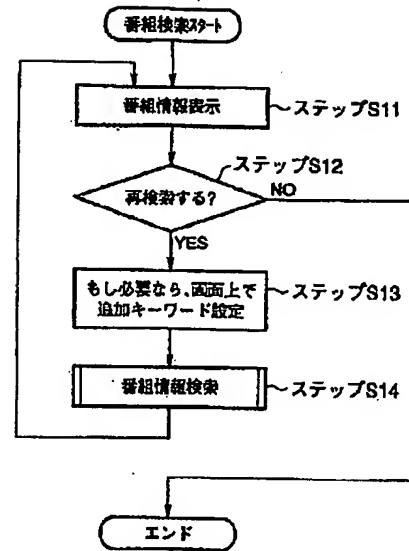 番組検索スタート
番組情報表示
ステップS11
ステップS12
再検索する?
NO
YES
もし必要なら、画面上で
追加キーワード設定
ステップS13
番組情報検索
ステップS14
エンド